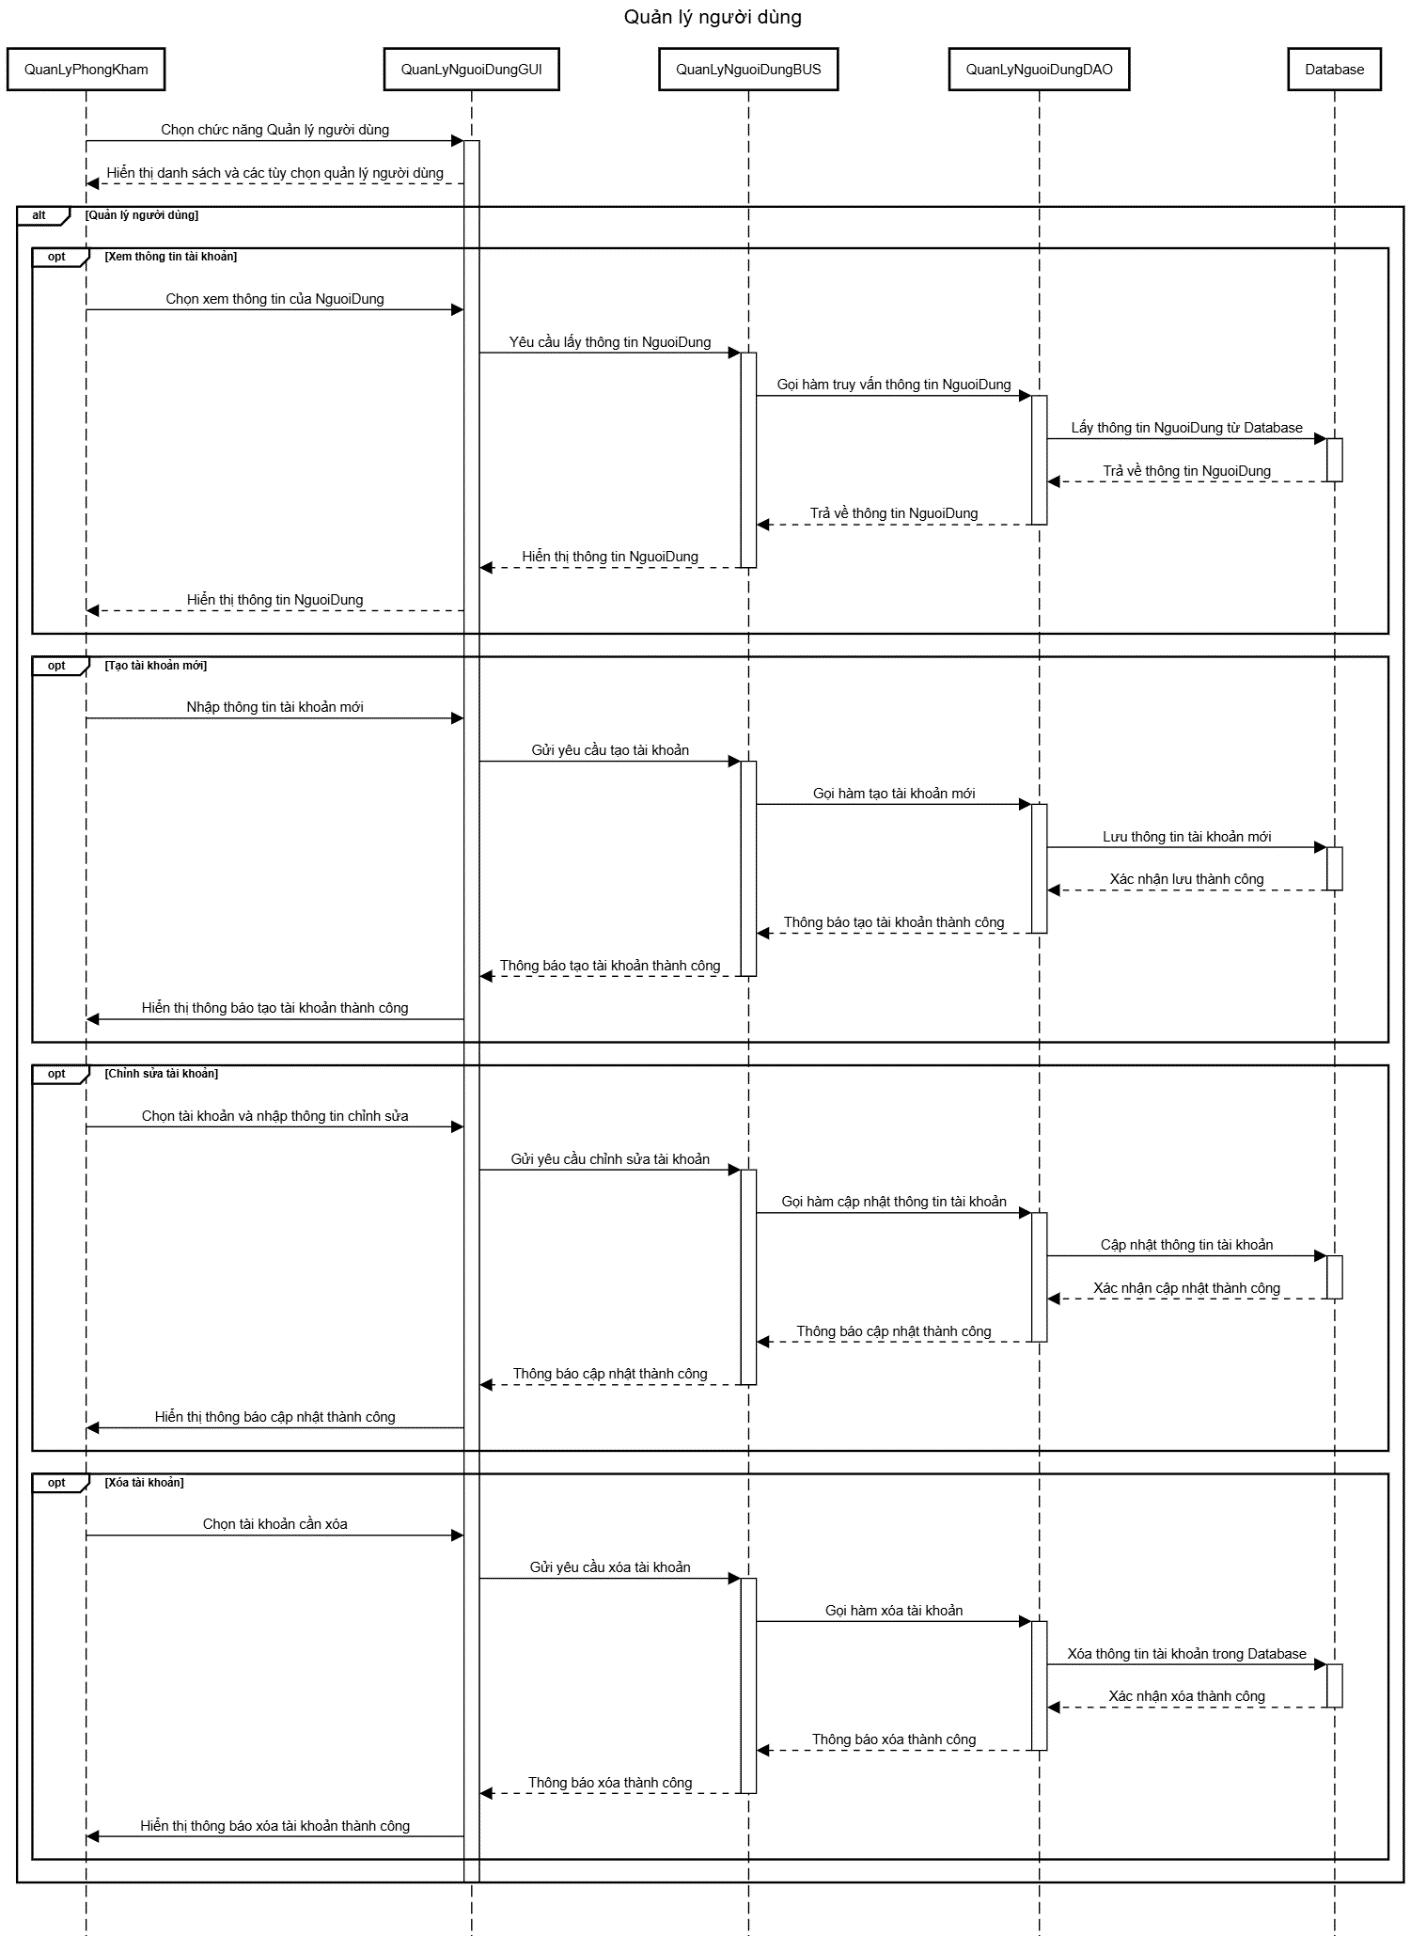 Quản lý người dùng
QuanLyPhongKham
QuanLyNguoiDungGUI
QuanLyNguoiDungBUS
QuanLyNguoiDungDAO
Database
Chọn chức năng Quản lý người dùng
Hiển thị danh sách và các tùy chọn quản lý người dùng
alt
[Quản lý người dùng]
opt
[Xem thông tin tài khoản]
Chọn xem thông tin của NguoiDung
Yêu cầu lấy thông tin NguoiDung
Gọi hàm truy vấn thông tin NguoiDung
Lấy thông tin NguoiDung từ Database
Trả về thông tin NguoiDung
Trả về thông tin NguoiDung
Hiển thị thông tin NguoiDung
Hiển thị thông tin NguoiDung
opt
[Tạo tài khoản mới]
Nhập thông tin tài khoản mới
Gửi yêu cầu tạo tài khoản
Gọi hàm tạo tài khoản mới
Lưu thông tin tài khoản mới
Xác nhận lưu thành công
Thông báo tạo tài khoản thành công
Thông báo tạo tài khoản thành công
Hiển thị thông báo tạo tài khoản thành công
opt
[Chỉnh sửa tài khoản]
Chọn tài khoản và nhập thông tin chỉnh sửa
Gửi yêu cầu chỉnh sửa tài khoản
Gọi hàm cập nhật thông tin tài khoản
Cập nhật thông tin tài khoản
Xác nhận cập nhật thành công
Thông báo cập nhật thành công
Thông báo cập nhật thành công
Hiển thị thông báo cập nhật thành công
opt
[Xóa tài khoản]
Chọn tài khoản cần xóa
Gửi yêu cầu xóa tài khoản
Gọi hàm xóa tài khoản
Xóa thông tin tài khoản trong Database
Xác nhận xóa thành công
Thông báo xóa thành công
Thông báo xóa thành công
Hiển thị thông báo xóa tài khoản thành công